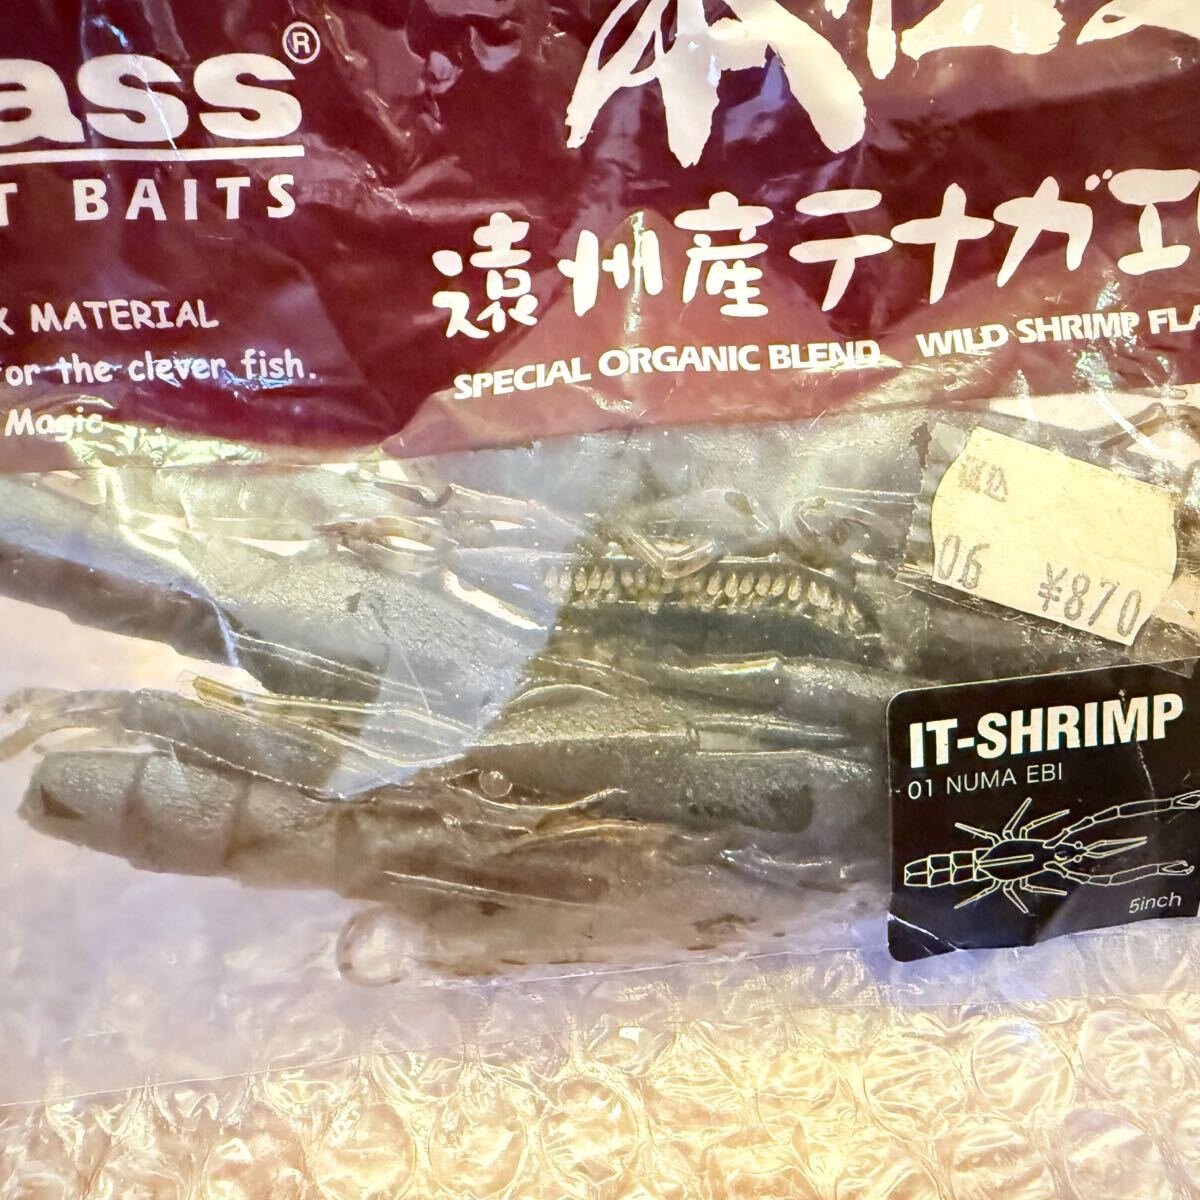 ass®
T BAITS
遠州産テナガエ
SPECIAL ORGANIC BLEND WILD SHRIMP FLA
K MATERIAL
for the clever fish.
Magic...
06 ¥870
IT-SHRIMP
01 NUMA EBI
5inch